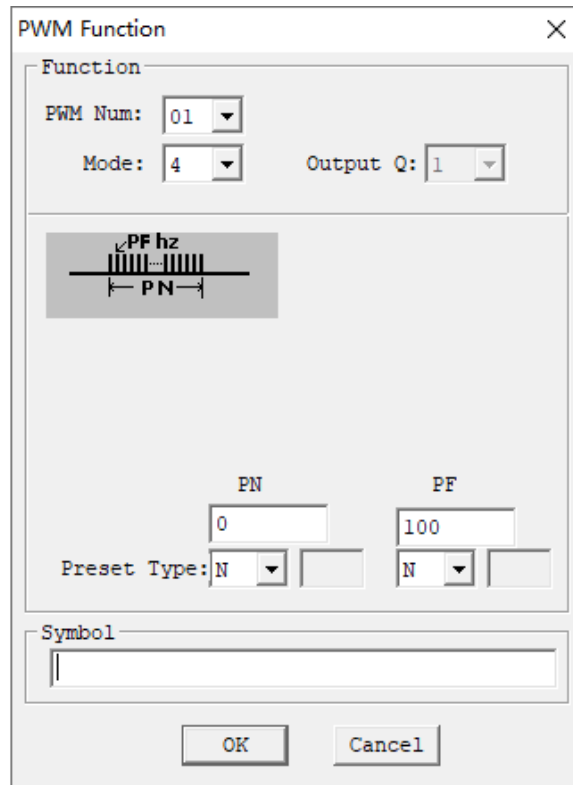 PWM Function
Function
PWM Num: 01
Mode: 4 Output Q: 1
PF hz
PN
PN PF
0 100
Preset Type: N N
Symbol
OK Cancel